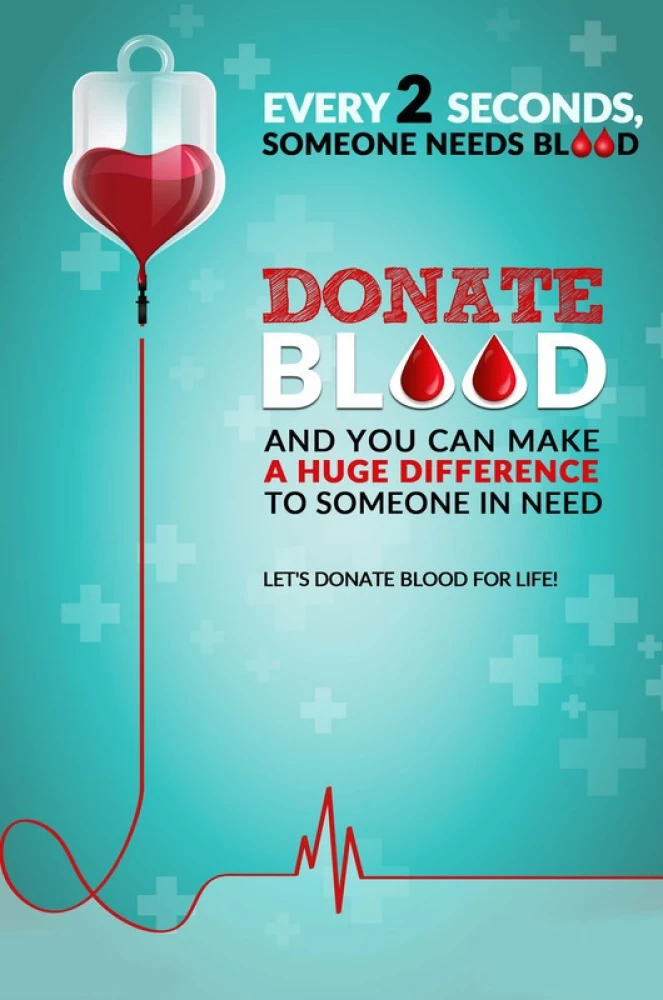 EVERY 2 SECONDS,
SOMEONE NEEDS BLOOD
DONATE
BLOOD
AND YOU CAN MAKE
A HUGE DIFFERENCE
TO SOMEONE IN NEED
LET'S DONATE BLOOD FOR LIFE!